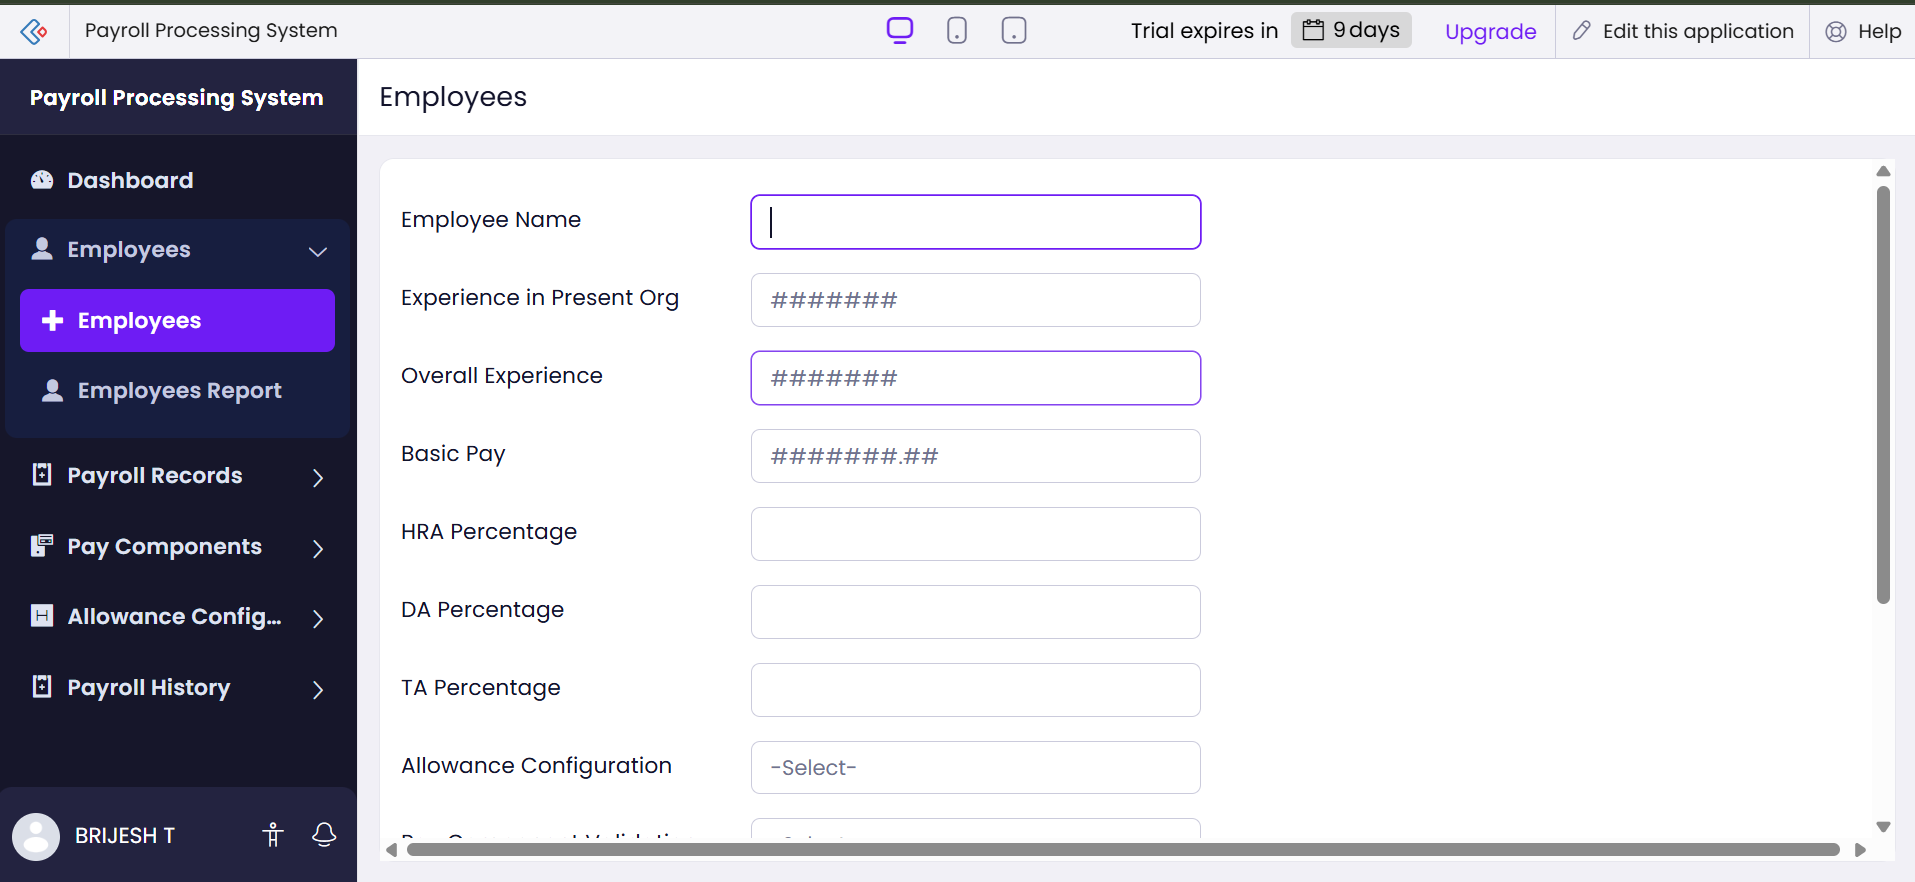 Payroll Processing System
Trial expires in 9 days Upgrade Edit this application Help
Payroll Processing System
Dashboard
Employees
Employees
Employees Report
Payroll Records
Pay Components
Allowance Config...
Payroll History
BRIJESH T
Employees
Employee Name
Experience in Present Org #######
Overall Experience #######
Basic Pay #######.##
HRA Percentage
DA Percentage
TA Percentage
Allowance Configuration -Select-